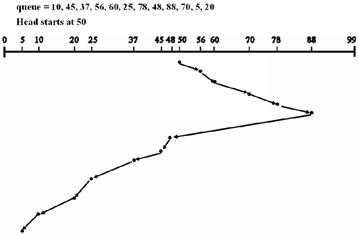 queue = 10, 45, 37, 56, 60, 25, 78, 48, 88, 70, 5, 20
Head starts at 50
0 5 10 20 25 37 45 48 50 56 60 70 78 88 99